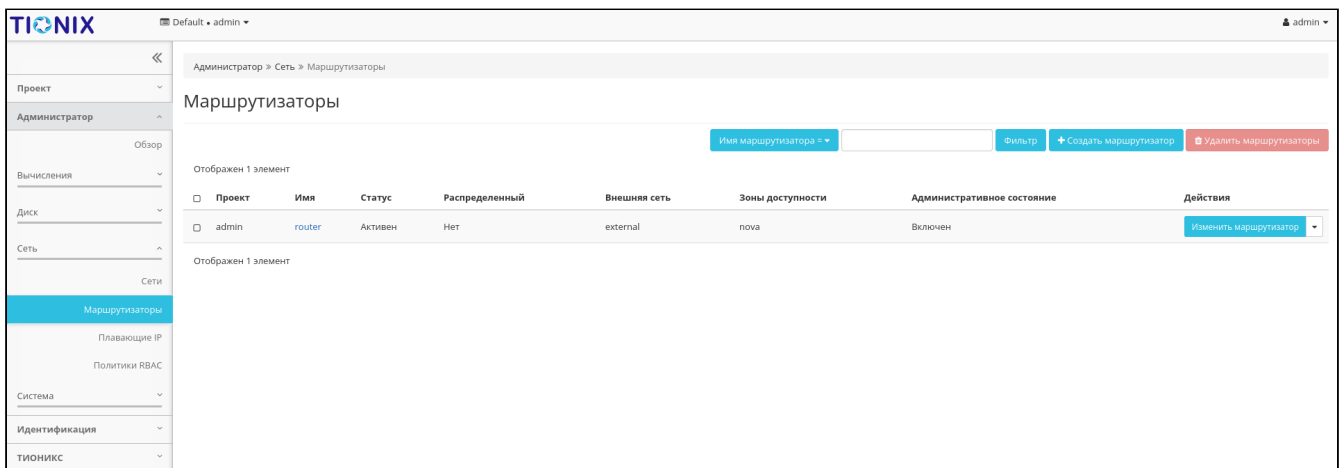 TIONIX
Default • admin
admin
Администратор » Сеть » Маршрутизаторы
Проект
Администратор
Обзор
Вычисления
Диск
Сеть
Сети
Маршрутизаторы
Плавающие IP
Политики RBAC
Система
Идентификация
ТИОНИКС
Маршрутизаторы
Имя маршрутизатора = Фильтр + Создать маршрутизатор Удалить маршрутизаторы
Отображен 1 элемент
Проект Имя Статус Распределенный Внешняя сеть Зоны доступности Административное состояние Действия
admin router Активен Нет external nova Включен Изменить маршрутизатор
Отображен 1 элемент